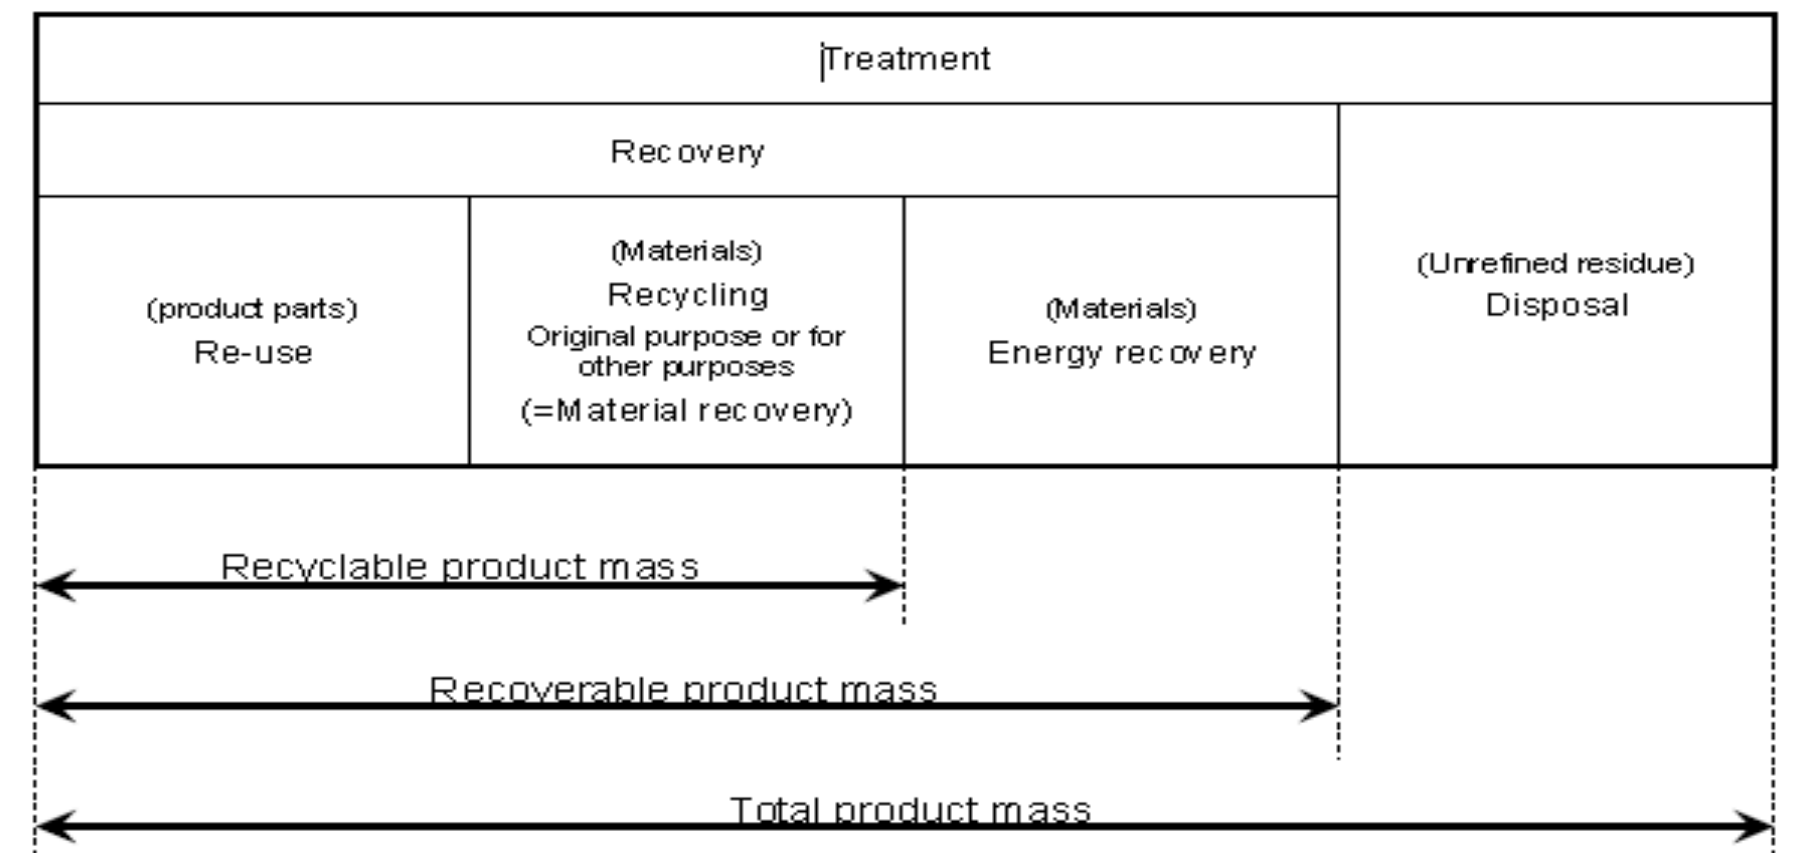 Treatment
Recovery
(product parts)
Re-use
(Materials)
Recycling
Original purpose or for
other purposes
(=Material recovery)
(Materials)
Energy recovery
(Unrefined residue)
Disposal
Recyclable product mass
Recoverable product mass
Total product mass